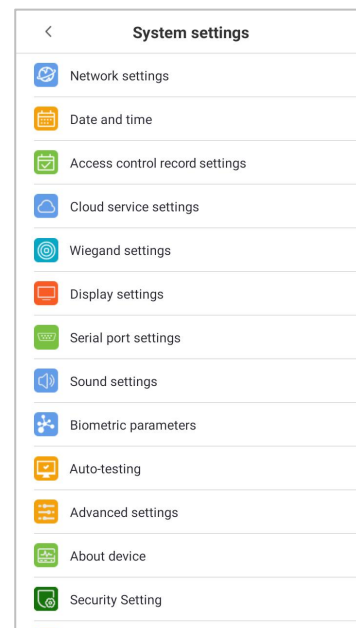 System settings
Network settings
Date and time
Access control record settings
Cloud service settings
Wiegand settings
Display settings
Serial port settings
Sound settings
Biometric parameters
Auto-testing
Advanced settings
About device
Security Setting